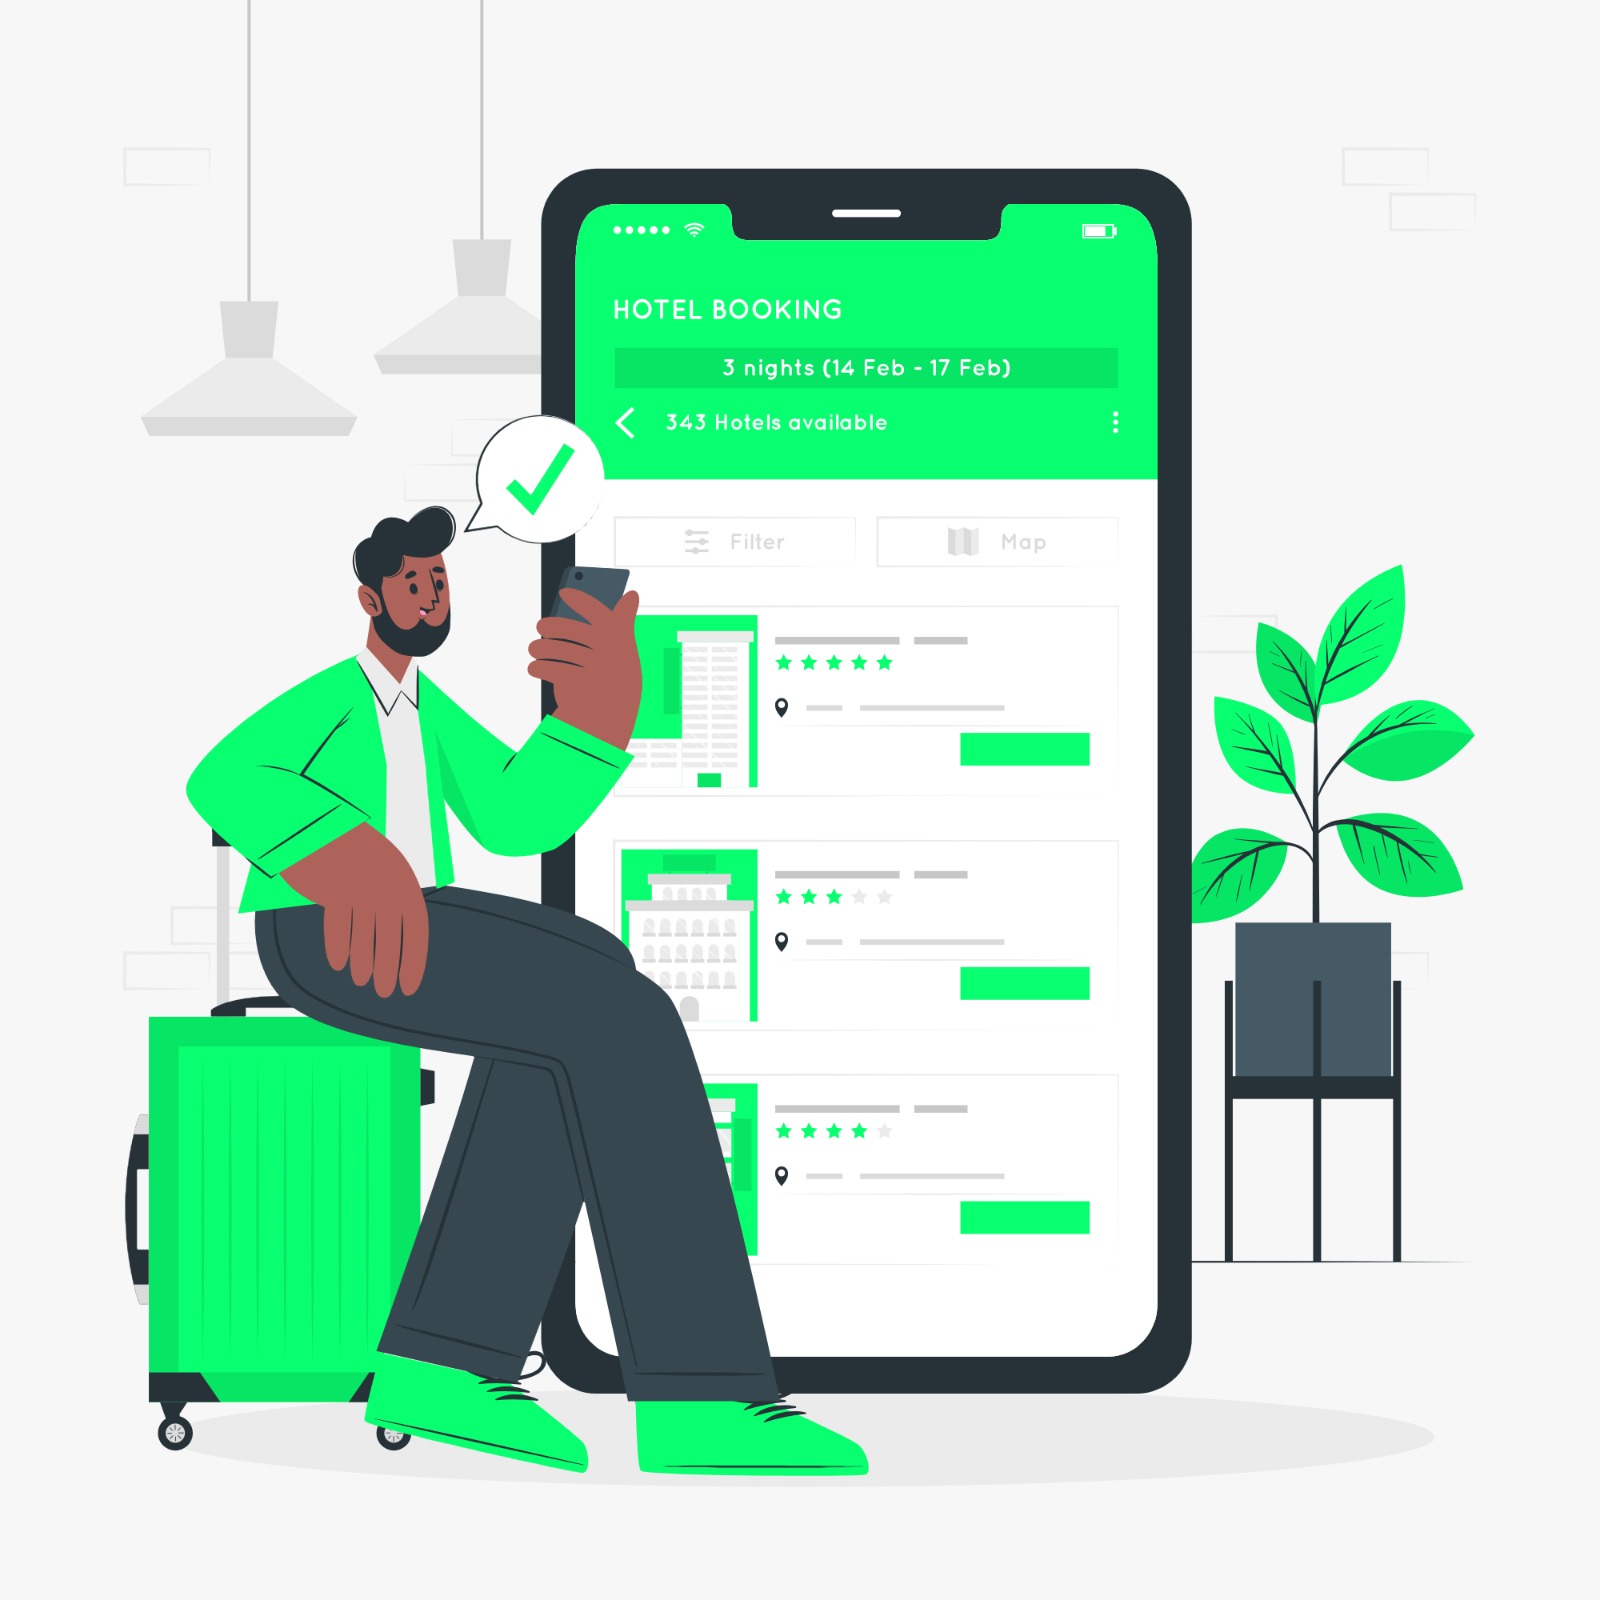 HOTEL BOOKING
3 nights (14 Feb - 17 Feb)
343 Hotels available
Filter
Map